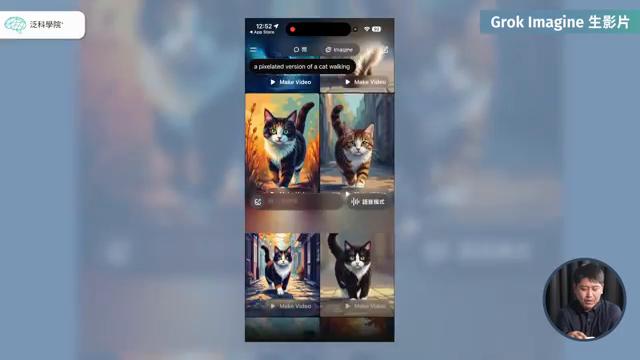 泛科學院
Grok Imagine 生影片
12:52
App Store
問
Imagine
a pixelated version of a cat walking
Make Video
Make Video
語音模式
Make Video
Make Video